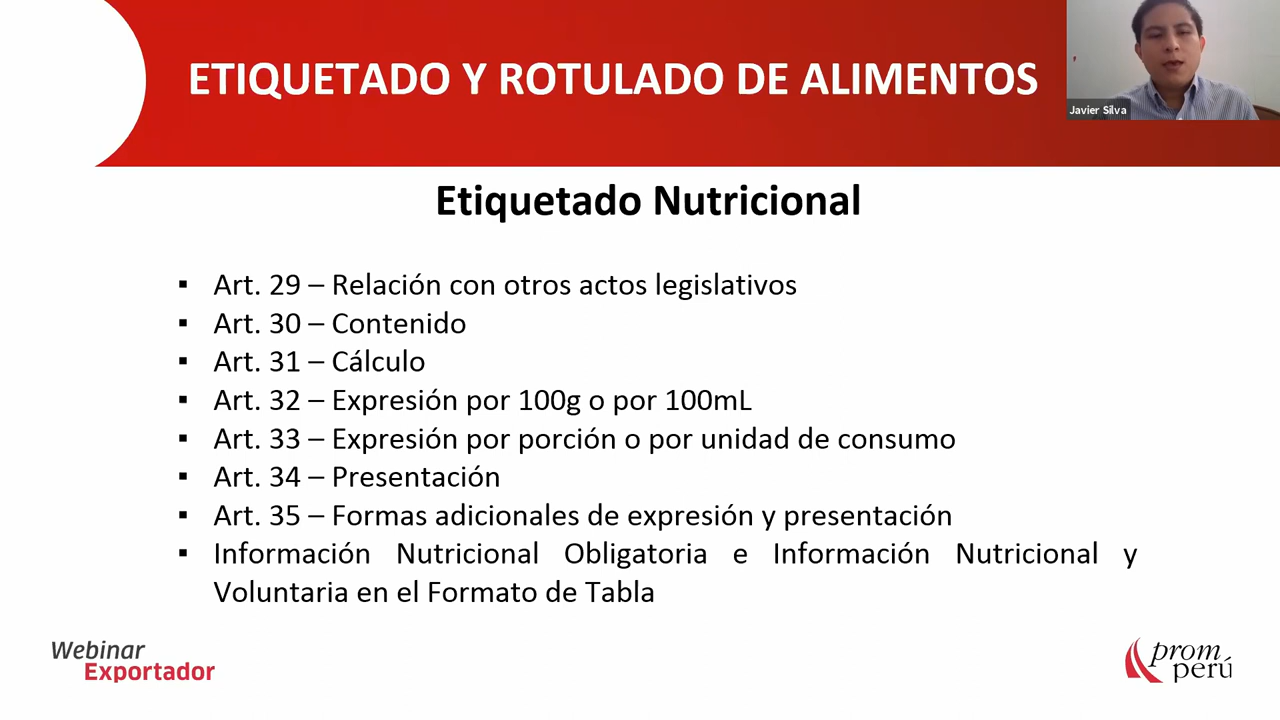 ETIQUETADO Y ROTULADO DE ALIMENTOS
Javier Silva
Etiquetado Nutricional
▪ Art. 29 – Relación con otros actos legislativos
▪ Art. 30 – Contenido
▪ Art. 31 – Cálculo
▪ Art. 32 – Expresión por 100g o por 100mL
▪ Art. 33 – Expresión por porción o por unidad de consumo
▪ Art. 34 – Presentación
▪ Art. 35 – Formas adicionales de expresión y presentación
▪ Información Nutricional Obligatoria e Información Nutricional y
Voluntaria en el Formato de Tabla
Webinar
Exportador
prom
perú